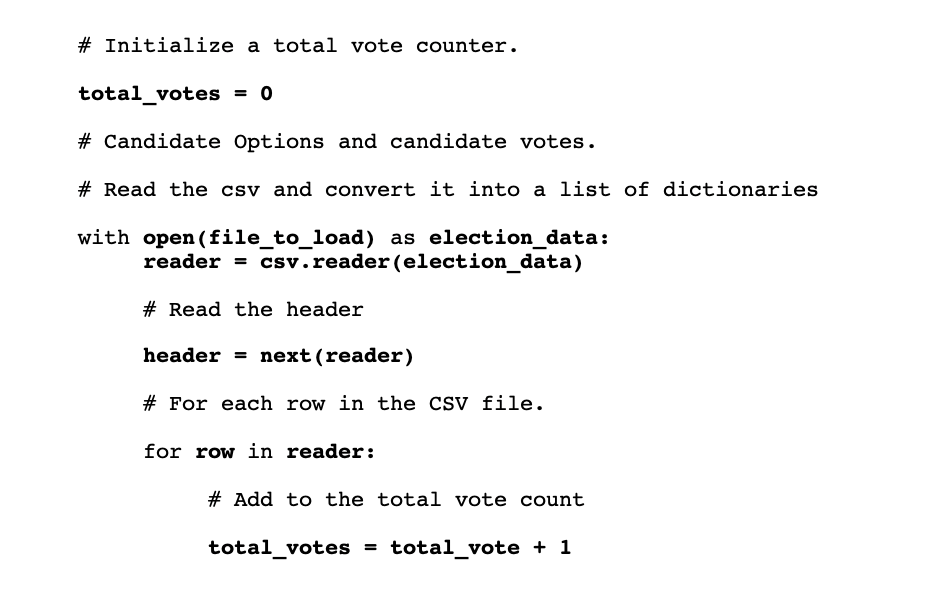 # Initialize a total vote counter.
total_votes = 0
# Candidate Options and candidate votes.
# Read the csv and convert it into a list of dictionaries
with open(file_to_load) as election_data:
reader = csv.reader(election_data)
# Read the header
header = next(reader)
# For each row in the CSV file.
for row in reader:
# Add to the total vote count
total_votes = total_vote + 1